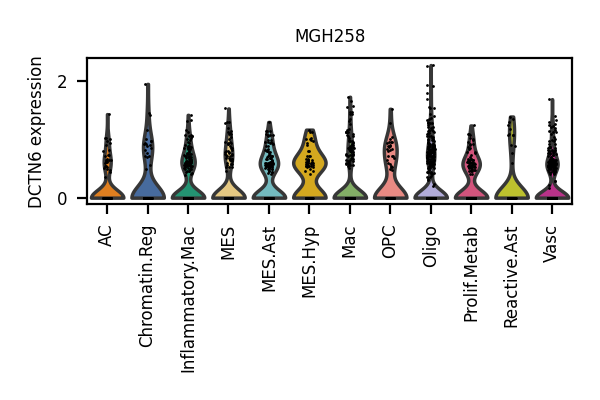 MGH258
DCTN6 expression
2
0
AC
Chromatin.Reg
Inflammatory.Mac
MES
MES.Ast
MES.Hyp
Mac
OPC
Oligo
Prolif.Metab
Reactive.Ast
Vasc